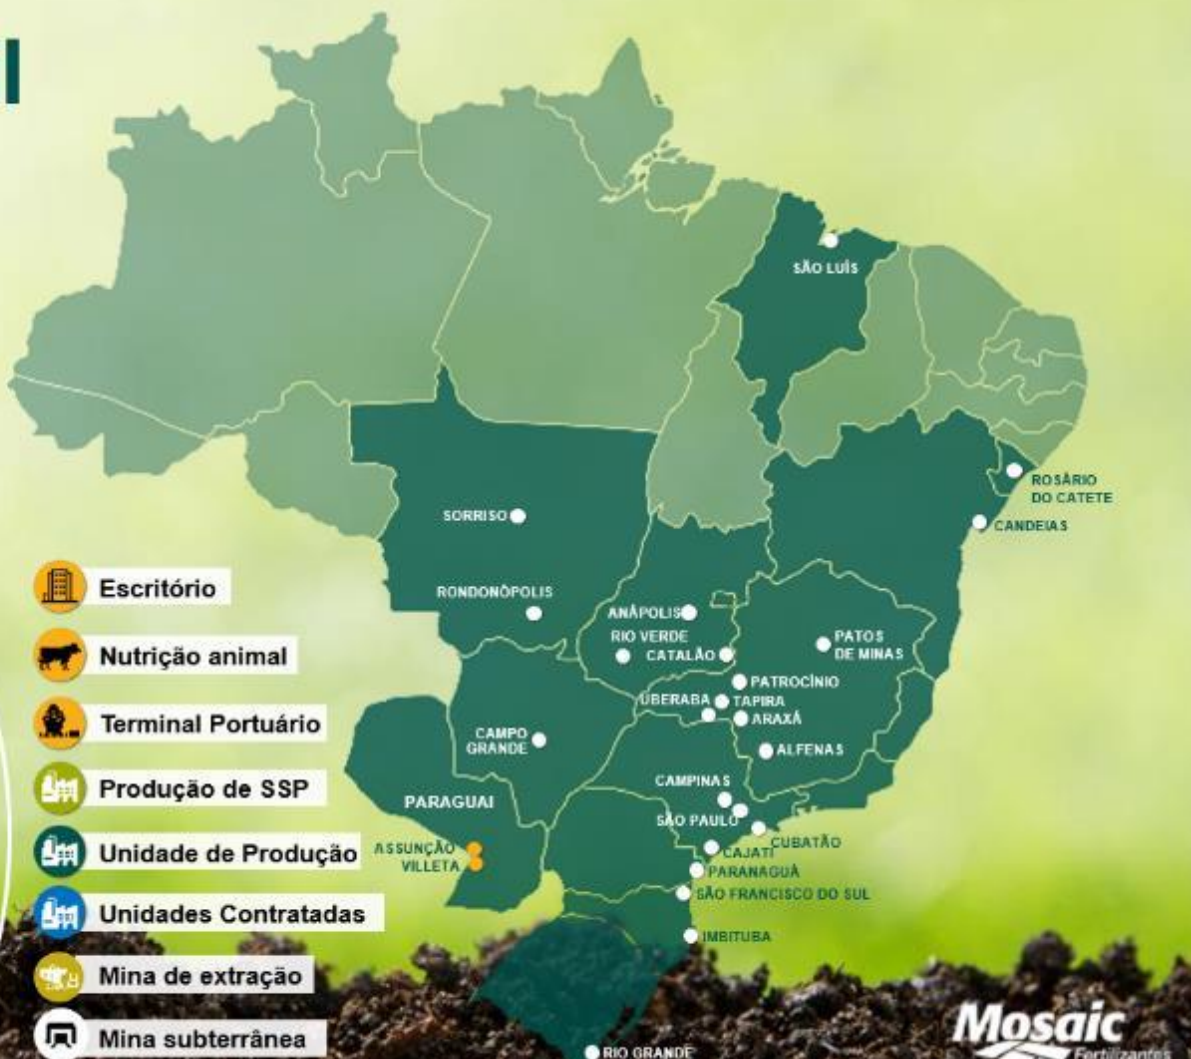 SÃO LUÍS
ROSÁRIO
DO CATETE
CANDEIAS
SORRISO
RONDONÓPOLIS
ANÁPOLIS
RIO VERDE
CATALÃO
PATOS
DE MINAS
PATROCÍNIO
UBERABA
TAPIRA
ARAXÁ
ALFENAS
CAMPO
GRANDE
CAMPINAS
SÃO PAULO
CUBATÃO
CAJATI
PARANAGUÁ
SÃO FRANCISCO DO SUL
IMBITUBA
RIO GRANDE
PARAGUAI
ASSUNÇÃO
VILLETA
Escritório
Nutrição animal
Terminal Portuário
Produção de SSP
Unidade de Produção
Unidades Contratadas
Mina de extração
Mina subterrânea
Mosaic
Fertilizantes